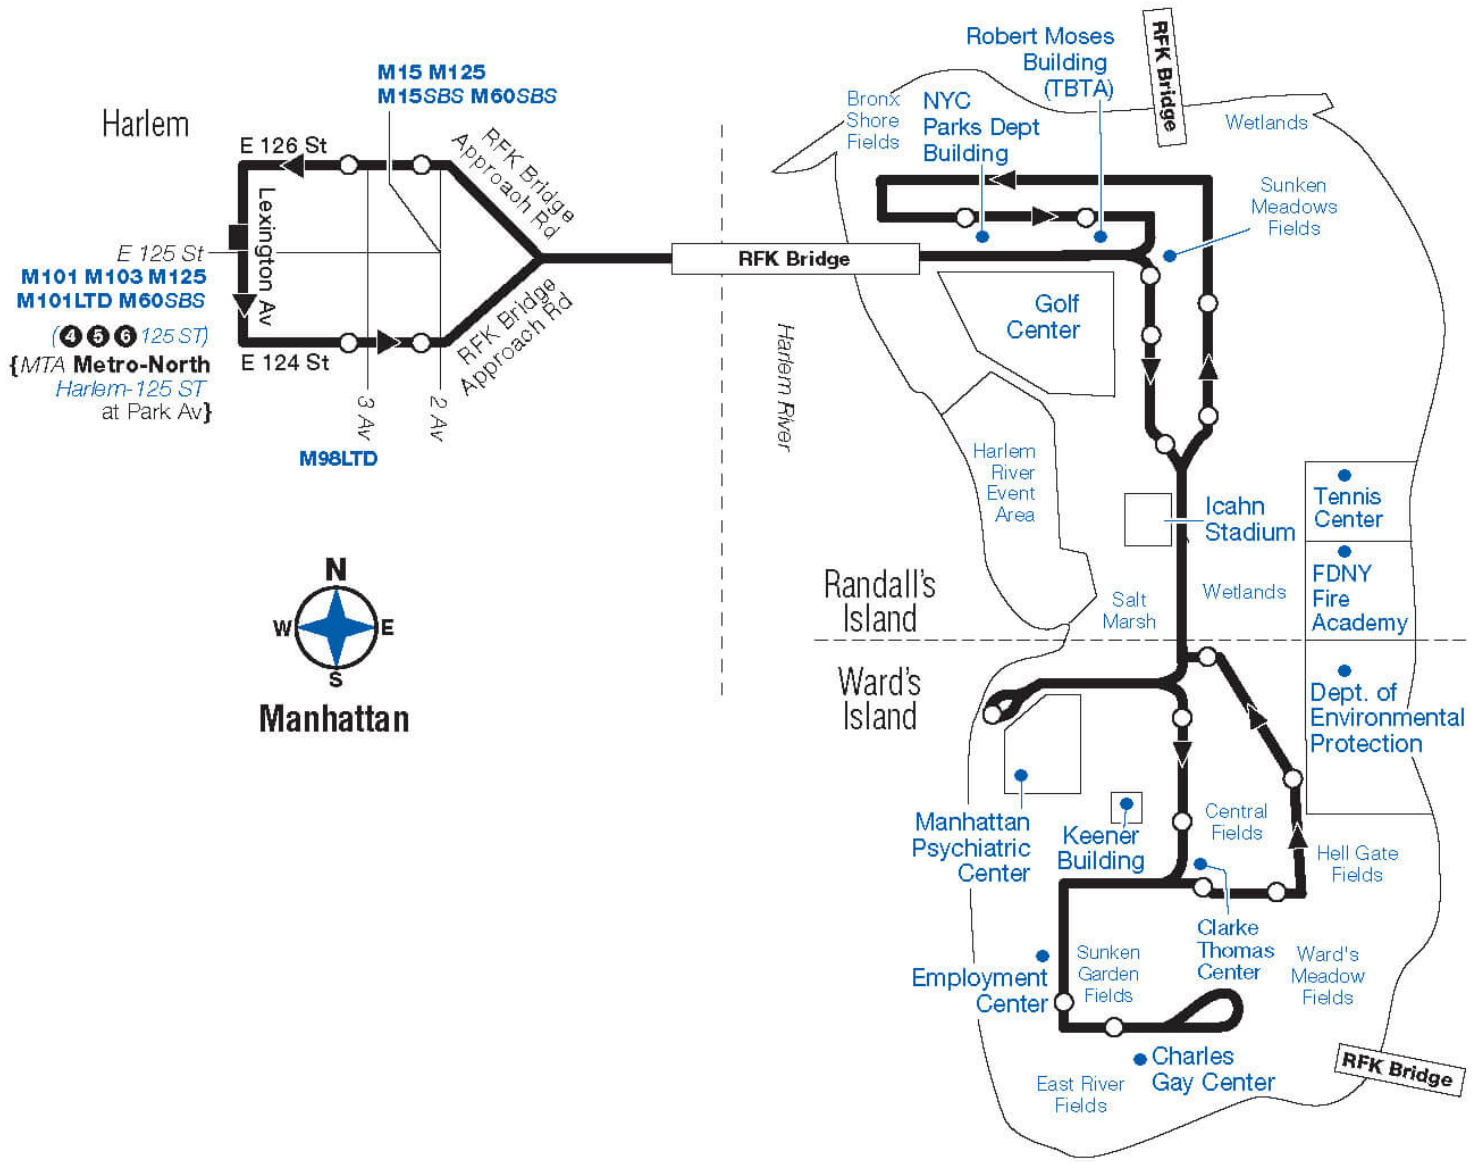 Harlem
M15 M125
M15SBS M60SBS
E 126 St
RFK Bridge
Approach Rd
Lexington Av
E 125 St
M101 M103 M125
M101LTD M60SBS
(4 5 6 125 ST)
{MTA Metro-North
Harlem-125 ST
at Park Av}
E 124 St
RFK Bridge
Approach Rd
3 Av
2 Av
M98LTD
N
W
E
S
Manhattan
RFK Bridge
Harlem River
Robert Moses
Building
(TBTA)
RFK Bridge
Bronx
Shore
Fields
NYC
Parks Dept
Building
Wetlands
Sunken
Meadows
Fields
Golf
Center
Harlem
River
Event
Area
Icahn
Stadium
Tennis
Center
FDNY
Fire
Academy
Randall's
Island
Salt
Marsh
Wetlands
Ward's
Island
Dept. of
Environmental
Protection
Manhattan
Psychiatric
Center
Keener
Building
Central
Fields
Hell Gate
Fields
Clarke
Thomas
Center
Employment
Center
Sunken
Garden
Fields
Ward's
Meadow
Fields
Charles
Gay Center
East River
Fields
RFK Bridge